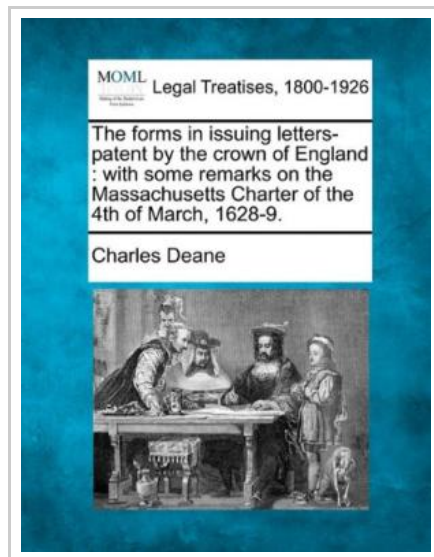 MOML
Legal Treatises, 1800-1926
The forms in issuing letters-
patent by the crown of England
: with some remarks on the
Massachusetts Charter of the
4th of March, 1628-9.
Charles Deane